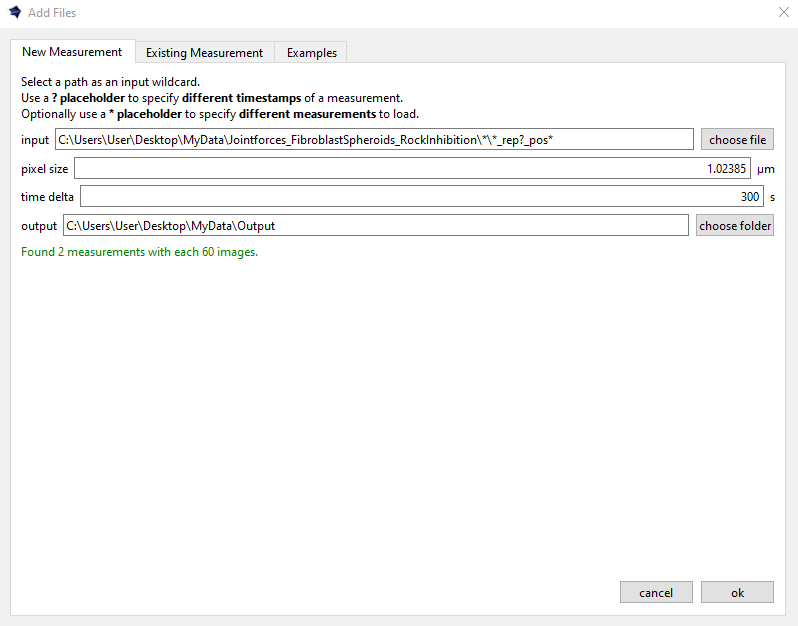 Add Files
New Measurement Existing Measurement Examples
Select a path as an input wildcard.
Use a ? placeholder to specify different timestamps of a measurement.
Optionally use a * placeholder to specify different measurements to load.
input C:\Users\User\Desktop\MyData\Jointforces_FibroblastSpheroids_RockInhibition\*\*_rep?_pos* choose file
pixel size 1.02385 µm
time delta 300 s
output C:\Users\User\Desktop\MyData\Output choose folder
Found 2 measurements with each 60 images.
cancel ok